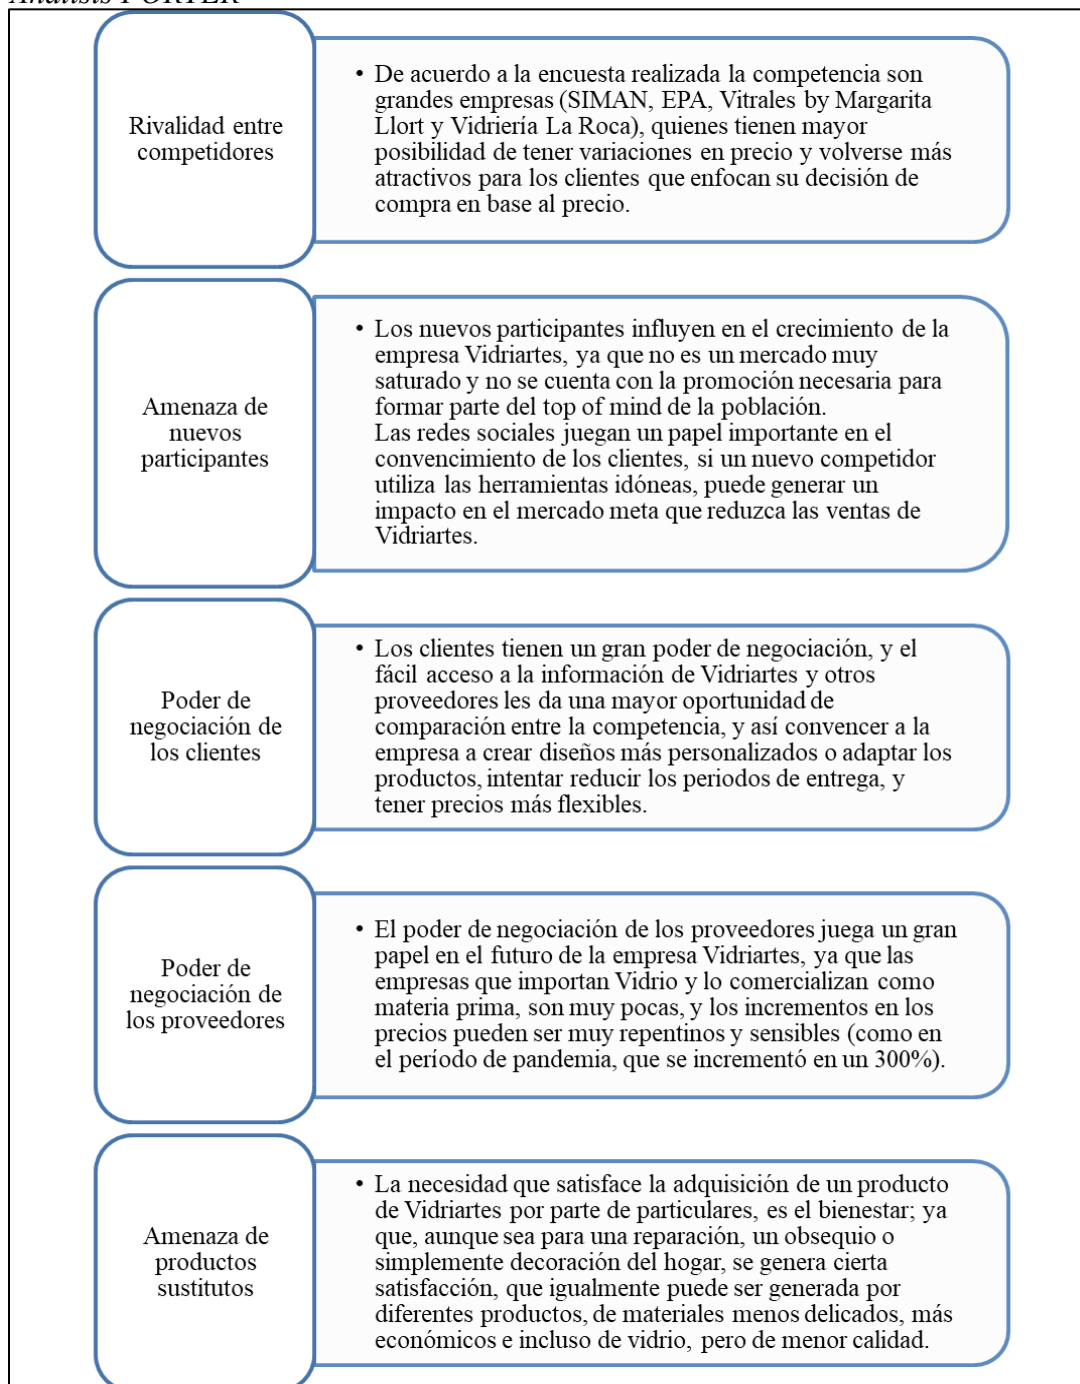 Análisis PORTER
Rivalidad entre
competidores
• De acuerdo a la encuesta realizada la competencia son
grandes empresas (SIMAN, EPA, Vitrales by Margarita
Llort y Vidriería La Roca), quienes tienen mayor
posibilidad de tener variaciones en precio y volverse más
atractivos para los clientes que enfocan su decisión de
compra en base al precio.
Amenaza de
nuevos
participantes
• Los nuevos participantes influyen en el crecimiento de la
empresa Vidriartes, ya que no es un mercado muy
saturado y no se cuenta con la promoción necesaria para
formar parte del top of mind de la población.
Las redes sociales juegan un papel importante en el
convencimiento de los clientes, si un nuevo competidor
utiliza las herramientas idóneas, puede generar un
impacto en el mercado meta que reduzca las ventas de
Vidriartes.
Poder de
negociación de
los clientes
• Los clientes tienen un gran poder de negociación, y el
fácil acceso a la información de Vidriartes y otros
proveedores les da una mayor oportunidad de
comparación entre la competencia, y así convencer a la
empresa a crear diseños más personalizados o adaptar los
productos, intentar reducir los periodos de entrega, y
tener precios más flexibles.
Poder de
negociación de
los proveedores
• El poder de negociación de los proveedores juega un gran
papel en el futuro de la empresa Vidriartes, ya que las
empresas que importan Vidrio y lo comercializan como
materia prima, son muy pocas, y los incrementos en los
precios pueden ser muy repentinos y sensibles (como en
el período de pandemia, que se incrementó en un 300%).
Amenaza de
productos
sustitutos
• La necesidad que satisface la adquisición de un producto
de Vidriartes por parte de particulares, es el bienestar; ya
que, aunque sea para una reparación, un obsequio o
simplemente decoración del hogar, se genera cierta
satisfacción, que igualmente puede ser generada por
diferentes productos, de materiales menos delicados, más
económicos e incluso de vidrio, pero de menor calidad.